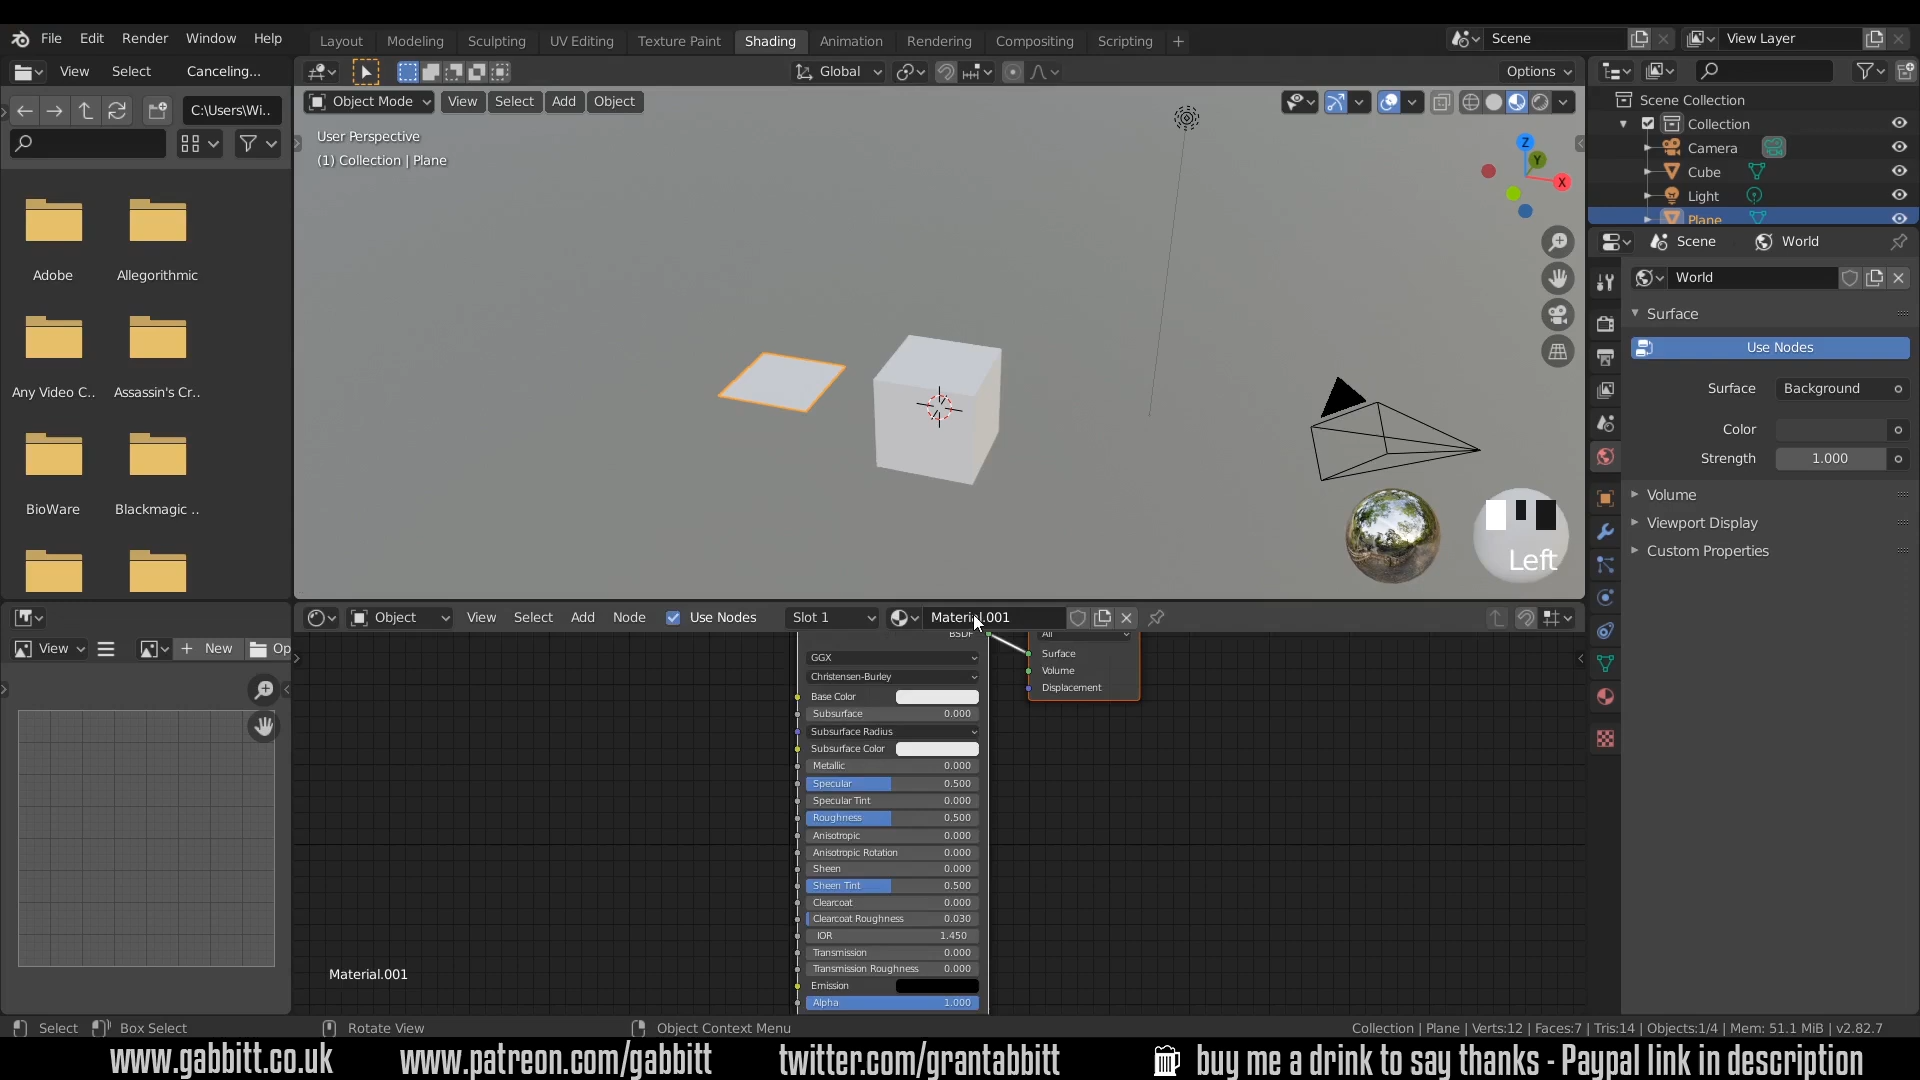 File Edit Render Window Help Layout Modeling Sculpting UV Editing Texture Paint Shading Animation Rendering Compositing Scripting + Scene View Layer
View Select Canceling... Global Options
C:\Users\Wi.. Object Mode View Select Add Object
User Perspective
(1) Collection | Plane
Scene Collection
Collection
Camera
Cube
Light
Plane
Z
Y
X
Adobe Allegorithmic
Any Video C.. Assassin's Cr..
BioWare Blackmagic ..
Scene World
World
Surface
Use Nodes
Surface Background
Color
Strength 1.000
Volume
Viewport Display
Custom Properties
Left
Object View Select Add Node Use Nodes Slot 1 Material.001
View New Op
BSDF
GGX
Christensen-Burley
Base Color
Subsurface 0.000
Subsurface Radius
Subsurface Color
Metallic 0.000
Specular 0.500
Specular Tint 0.000
Roughness 0.500
Anisotropic 0.000
Anisotropic Rotation 0.000
Sheen 0.000
Sheen Tint 0.500
Clearcoat 0.000
Clearcoat Roughness 0.030
IOR 1.450
Transmission 0.000
Transmission Roughness 0.000
Emission
Alpha 1.000
All
Surface
Volume
Displacement
Material.001
Select Box Select Rotate View Object Context Menu Collection | Plane | Verts:12 | Faces:7 | Tris:14 | Objects:1/4 | Mem: 51.1 MiB | v2.82.7
www.gabbitt.co.uk www.patreon.com/gabbitt twitter.com/grantabbitt buy me a drink to say thanks - Paypal link in description